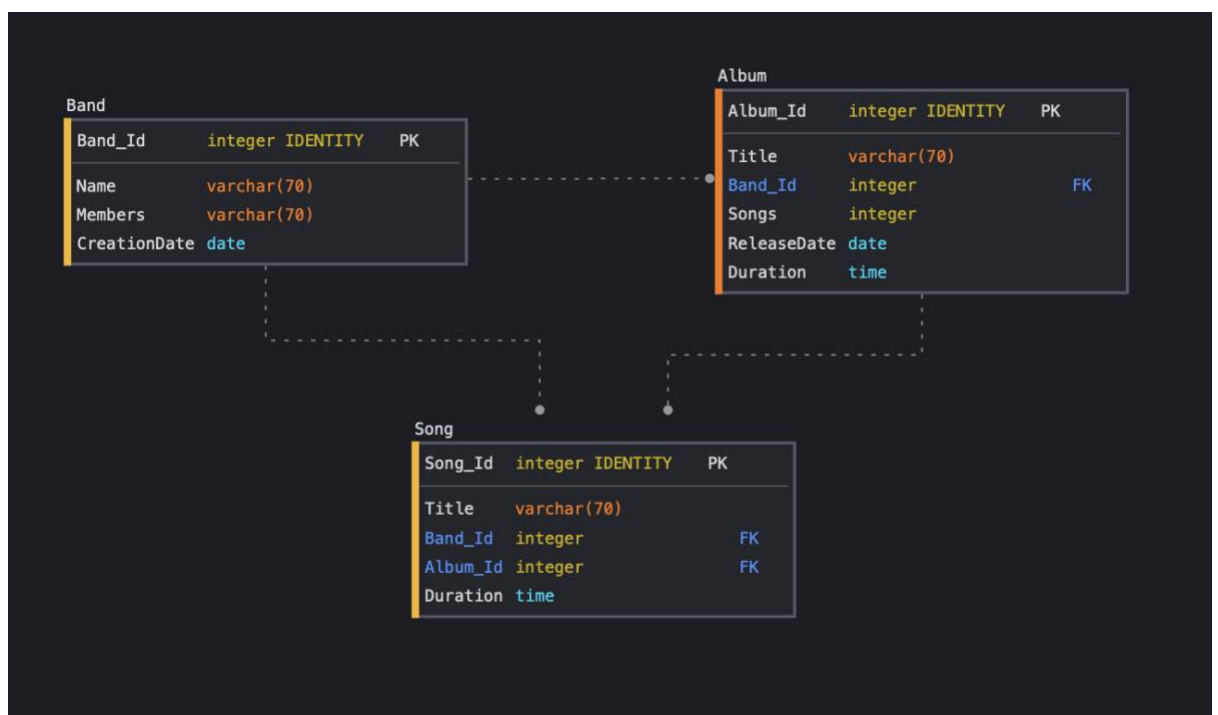 Band
Band_Id integer IDENTITY PK
Name varchar(70)
Members varchar(70)
CreationDate date
Album
Album_Id integer IDENTITY PK
Title varchar(70)
Band_Id integer FK
Songs integer
ReleaseDate date
Duration time
Song
Song_Id integer IDENTITY PK
Title varchar(70)
Band_Id integer FK
Album_Id integer FK
Duration time